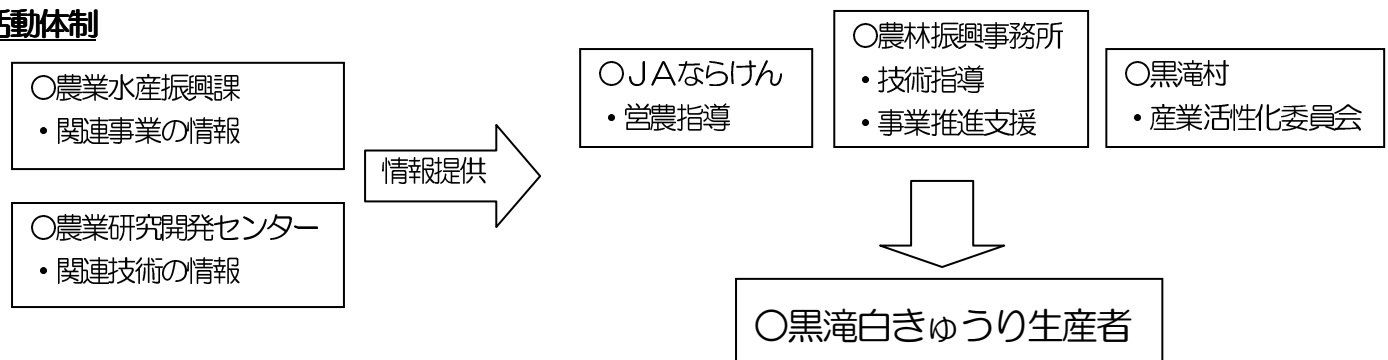 活動体制
○農業水産振興課
・関連事業の情報
○農業研究開発センター
・関連技術の情報
情報提供
○JAならけん
・営農指導
○農林振興事務所
・技術指導
・事業推進支援
○黒滝村
・産業活性化委員会
○黒滝白きゅうり生産者